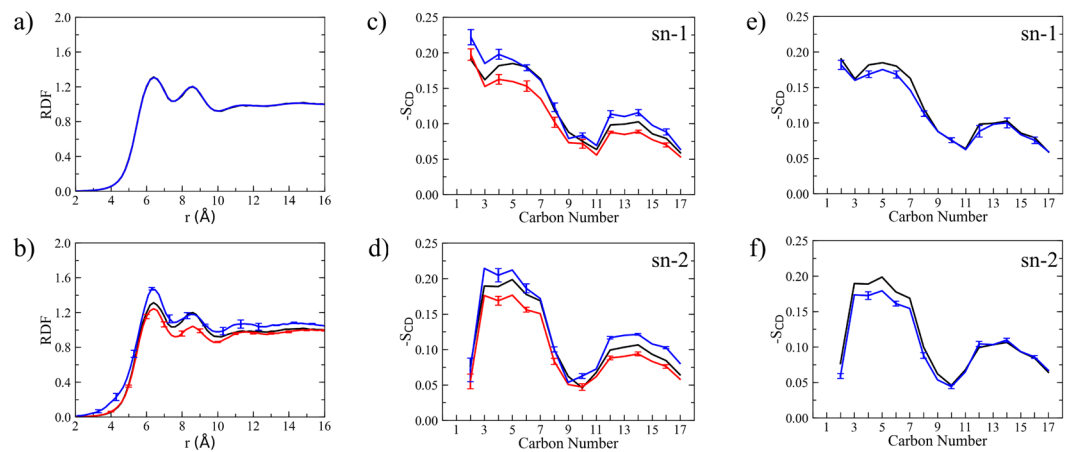 a)
RDF
2.0
1.6
1.2
0.8
0.4
0.0
2 4 6 8 10 12 14 16
r (Å)
b)
RDF
2.0
1.6
1.2
0.8
0.4
0.0
2 4 6 8 10 12 14 16
r (Å)
c)
sn-1
-SCD
0.25
0.20
0.15
0.10
0.05
0.00
1 3 5 7 9 11 13 15 17
Carbon Number
d)
sn-2
-SCD
0.25
0.20
0.15
0.10
0.05
0.00
1 3 5 7 9 11 13 15 17
Carbon Number
e)
sn-1
-SCD
0.25
0.20
0.15
0.10
0.05
0.00
1 3 5 7 9 11 13 15 17
Carbon Number
f)
sn-2
-SCD
0.25
0.20
0.15
0.10
0.05
0.00
1 3 5 7 9 11 13 15 17
Carbon Number